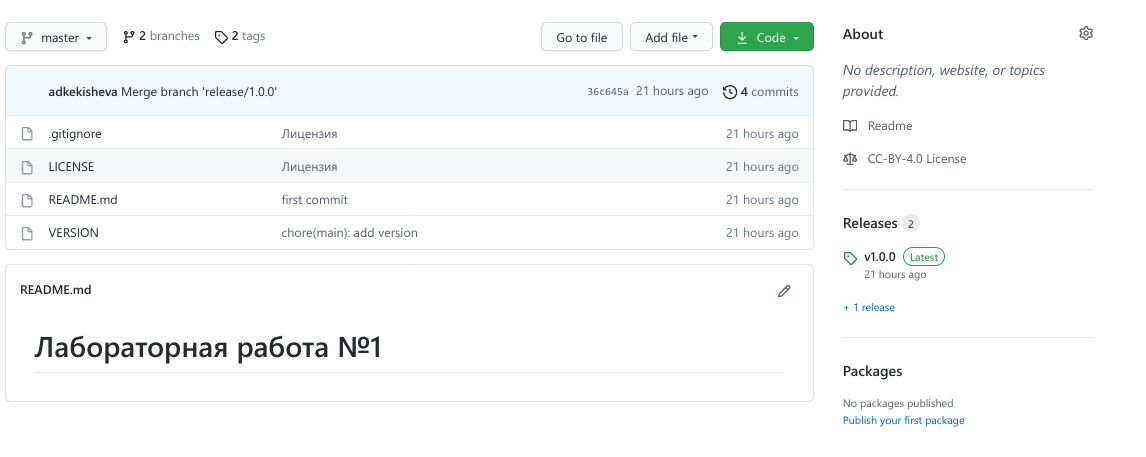 master 2 branches 2 tags Go to file Add file Code
adkekisheva Merge branch 'release/1.0.0' 36c645a 21 hours ago 4 commits
.gitignore Лицензия 21 hours ago
LICENSE Лицензия 21 hours ago
README.md first commit 21 hours ago
VERSION chore(main): add version 21 hours ago
README.md
Лабораторная работа №1
About
No description, website, or topics
provided.
Readme
CC-BY-4.0 License
Releases 2
v1.0.0 Latest
21 hours ago
+ 1 release
Packages
No packages published
Publish your first package